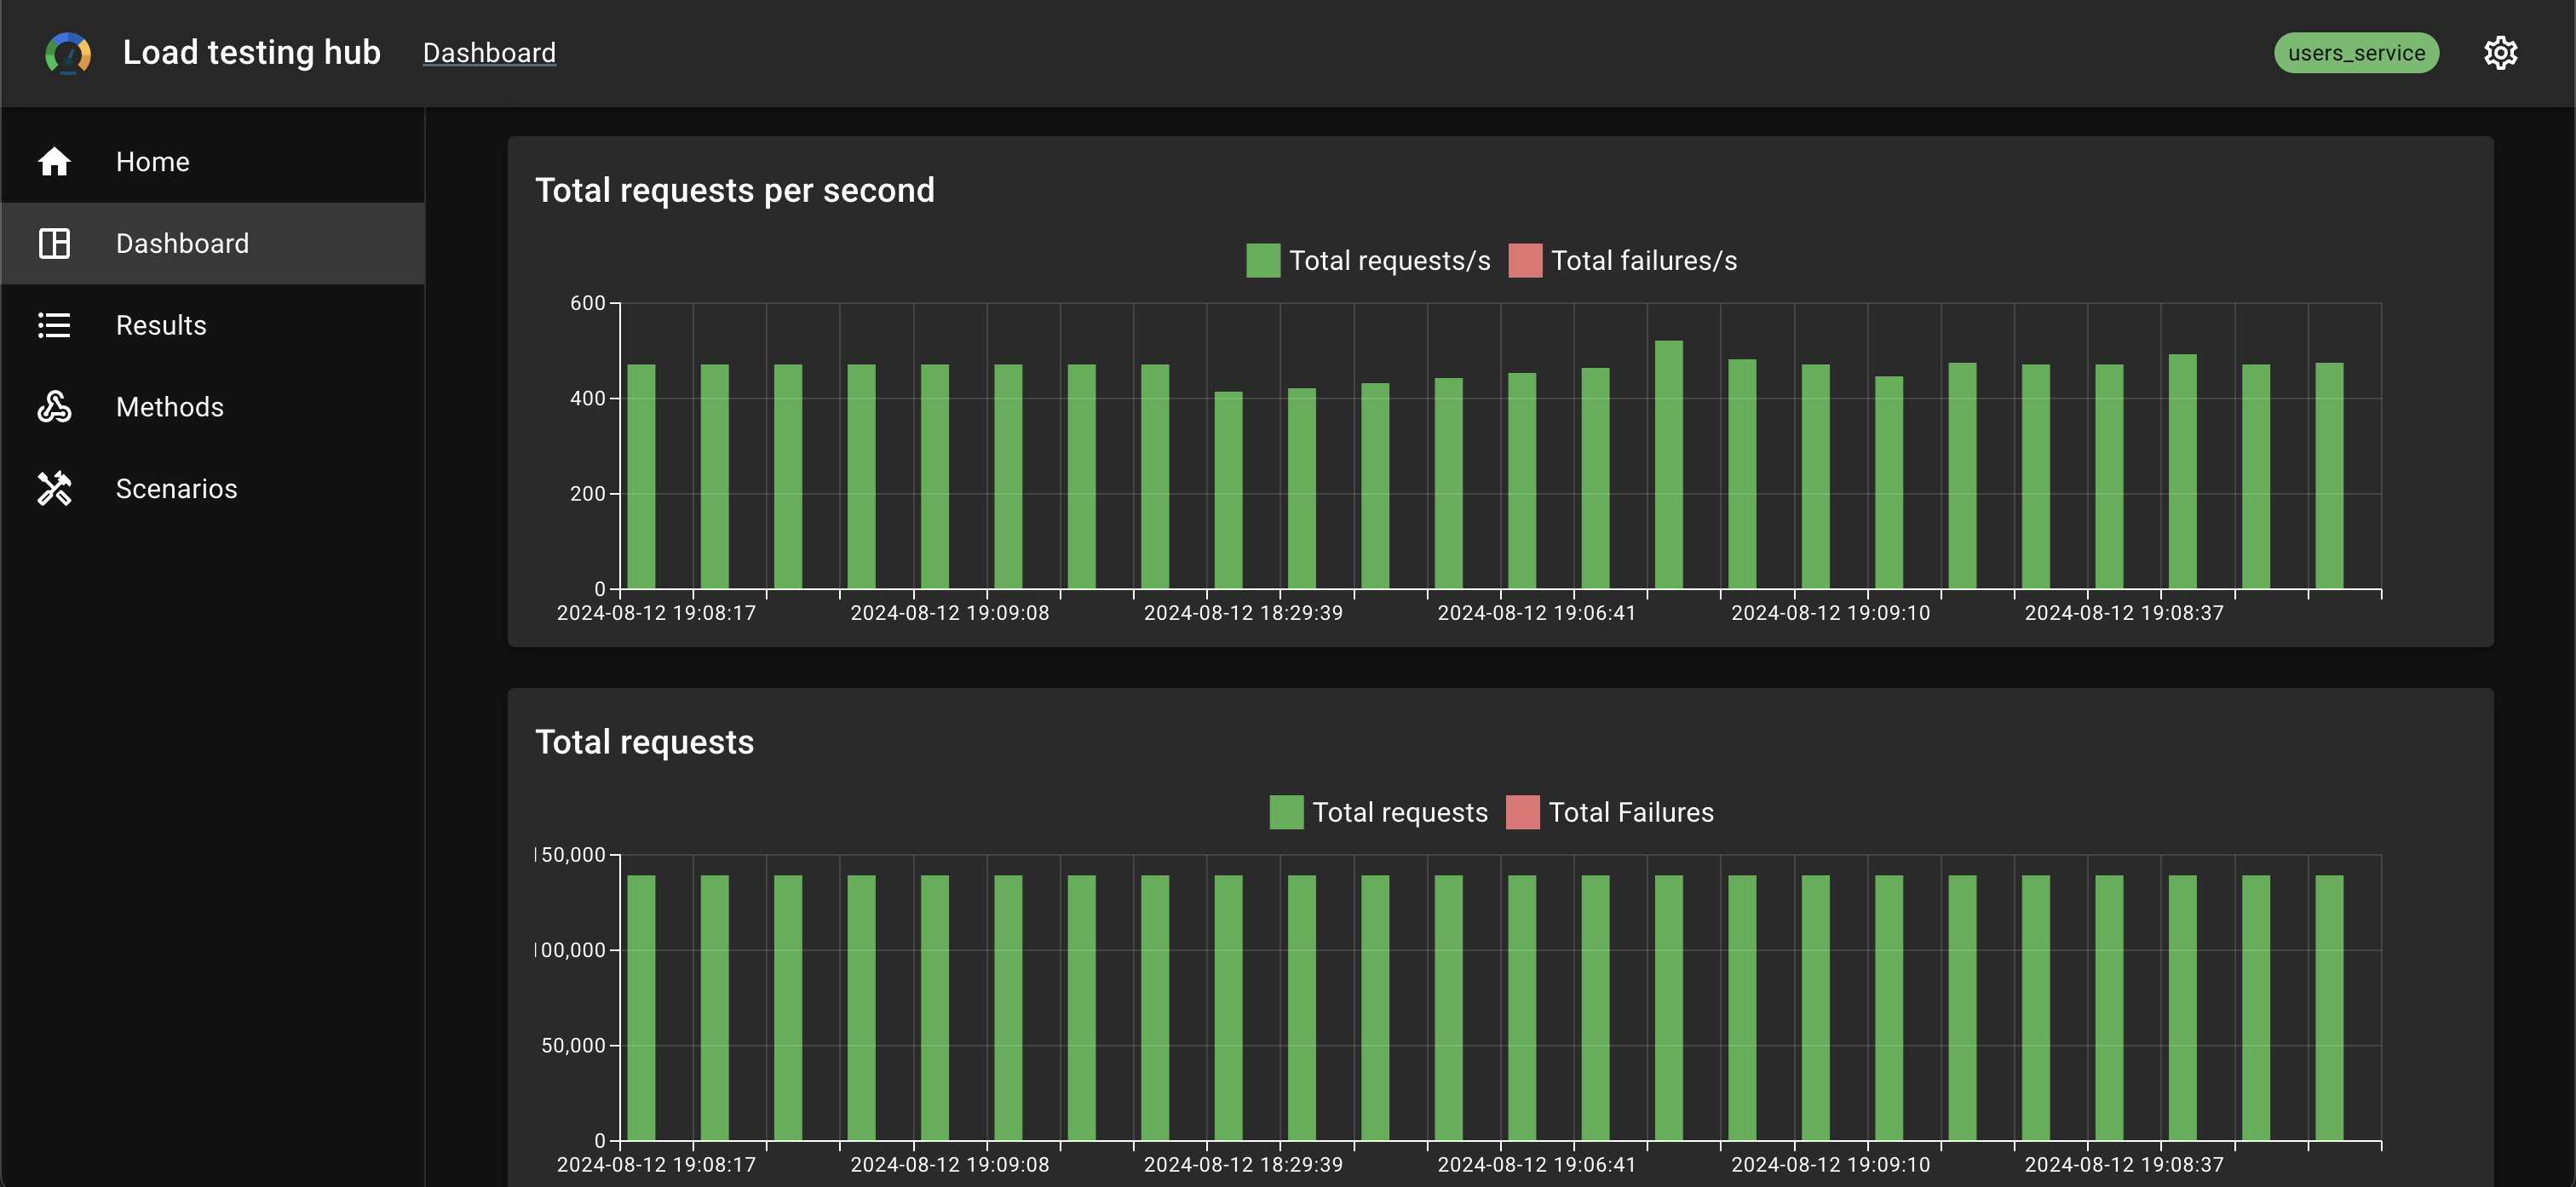 Load testing hub
Dashboard
users_service
Home
Dashboard
Results
Methods
Scenarios
Total requests per second
Total requests/s
Total failures/s
600
400
200
0
2024-08-12 19:08:17
2024-08-12 19:09:08
2024-08-12 18:29:39
2024-08-12 19:06:41
2024-08-12 19:09:10
2024-08-12 19:08:37
Total requests
Total requests
Total Failures
150,000
100,000
50,000
0
2024-08-12 19:08:17
2024-08-12 19:09:08
2024-08-12 18:29:39
2024-08-12 19:06:41
2024-08-12 19:09:10
2024-08-12 19:08:37